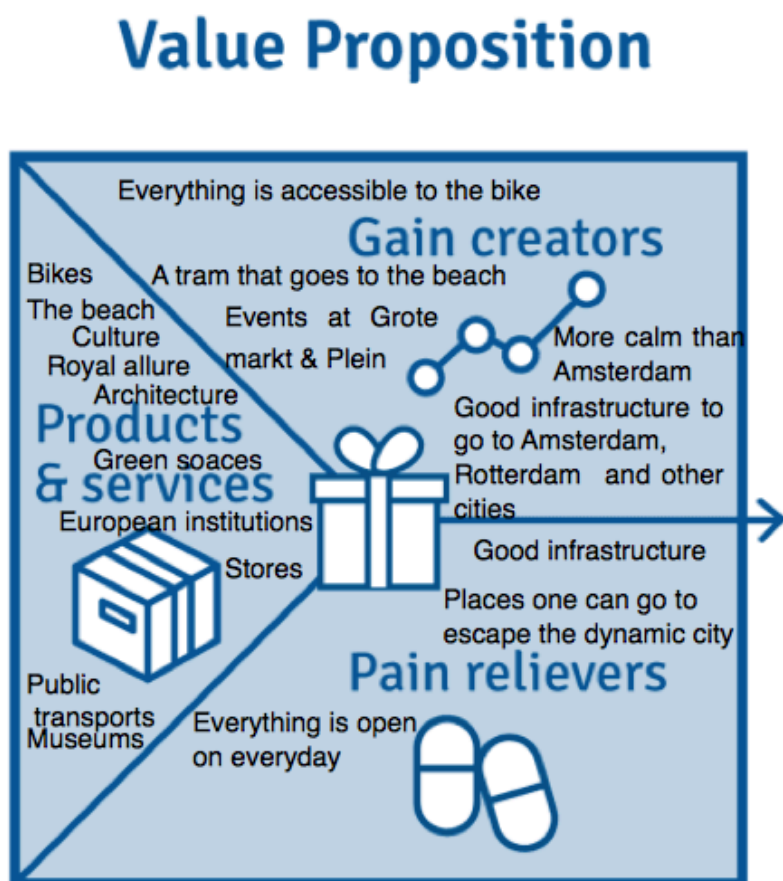 Value Proposition
Everything is accessible to the bike
Gain creators
A tram that goes to the beach
Events at Grote
markt & Plein
More calm than
Amsterdam
Good infrastructure to
go to Amsterdam,
Rotterdam and other
cities
Bikes
The beach
Culture
Royal allure
Architecture
Products
& services
Green soaces
European institutions
Stores
Public
transports
Museums
Good infrastructure
Places one can go to
escape the dynamic city
Pain relievers
Everything is open
on everyday